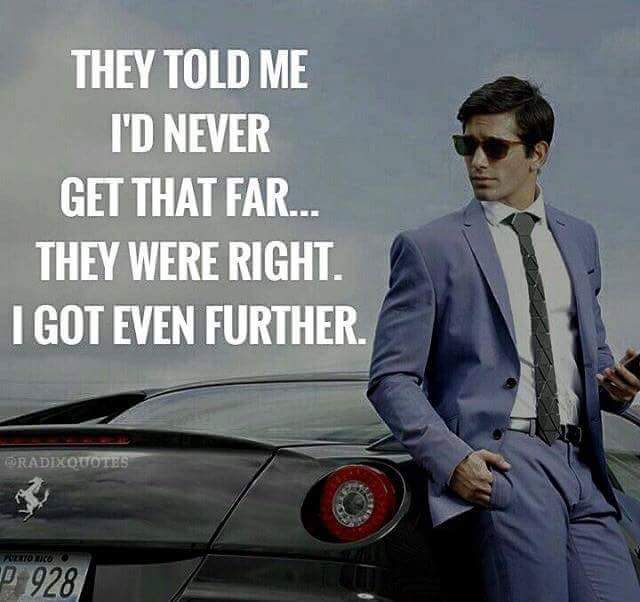 THEY TOLD ME
I'D NEVER
GET THAT FAR...
THEY WERE RIGHT.
I GOT EVEN FURTHER.
@RADIXQUOTES
PUERTO RICO
P 928